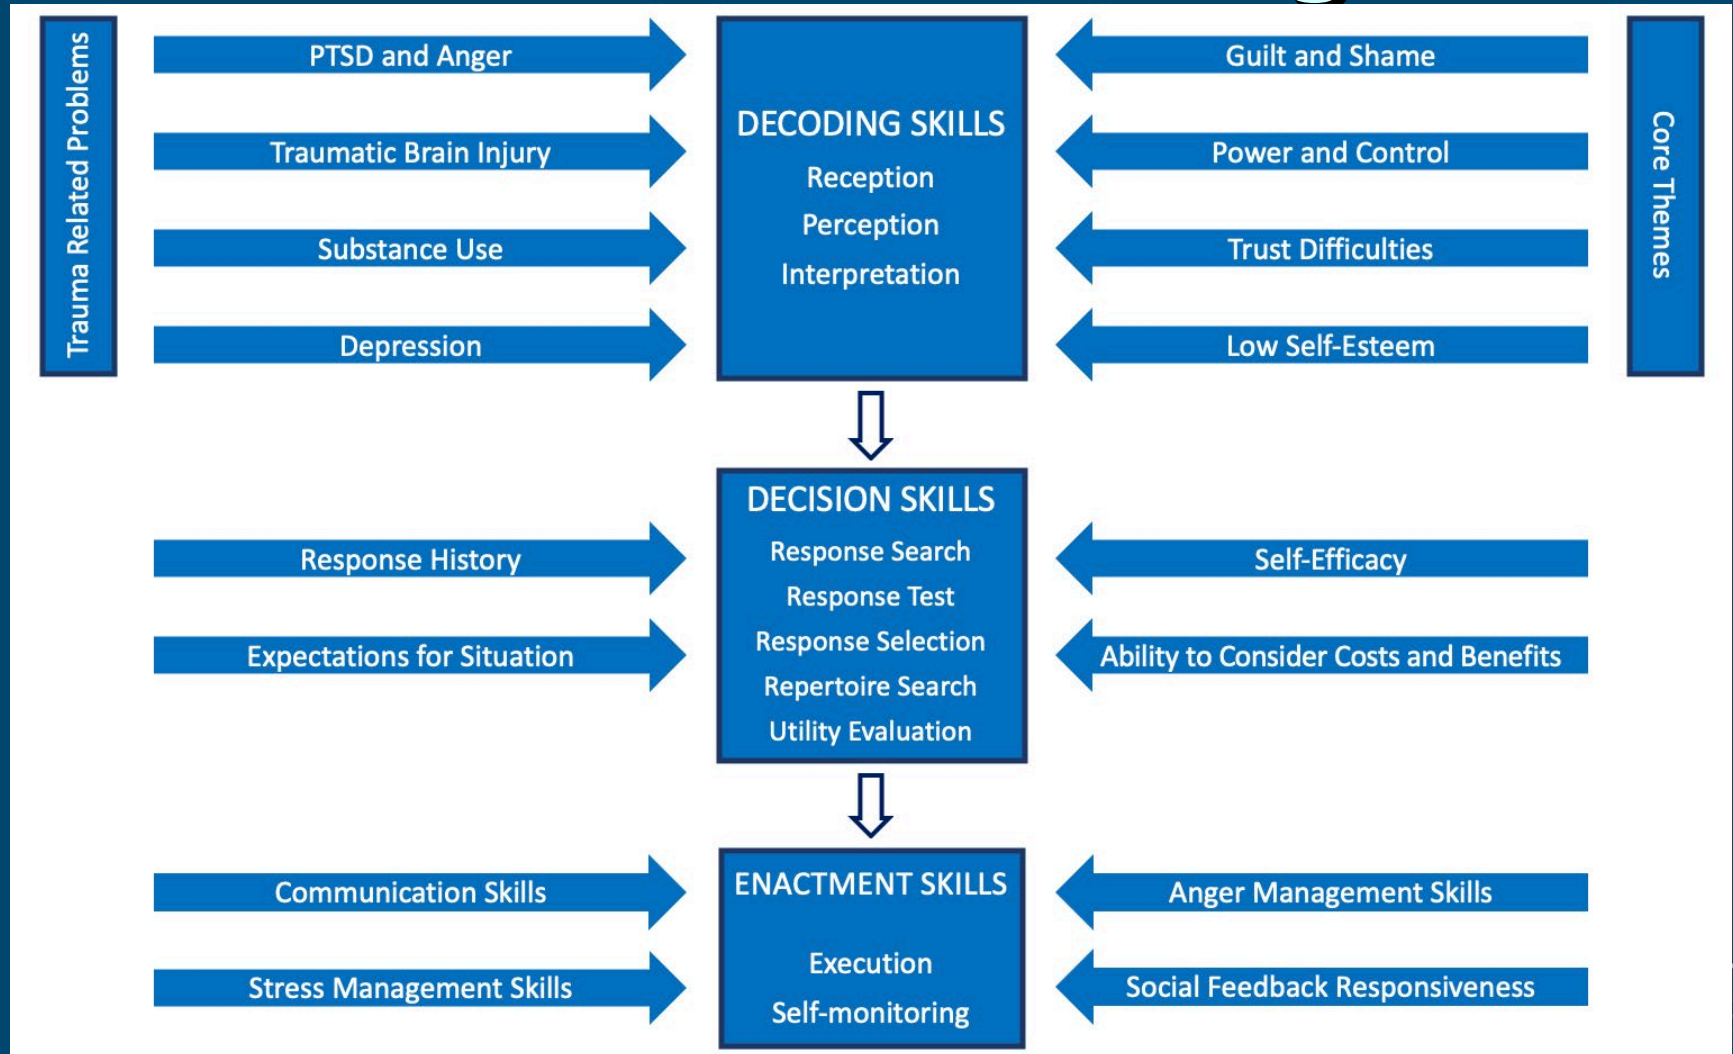 Trauma Related Problems
PTSD and Anger
Traumatic Brain Injury
Substance Use
Depression
DECODING SKILLS
Reception
Perception
Interpretation
Guilt and Shame
Power and Control
Trust Difficulties
Low Self-Esteem
Core Themes
Response History
Expectations for Situation
DECISION SKILLS
Response Search
Response Test
Response Selection
Repertoire Search
Utility Evaluation
Self-Efficacy
Ability to Consider Costs and Benefits
Communication Skills
Stress Management Skills
ENACTMENT SKILLS
Execution
Self-monitoring
Anger Management Skills
Social Feedback Responsiveness